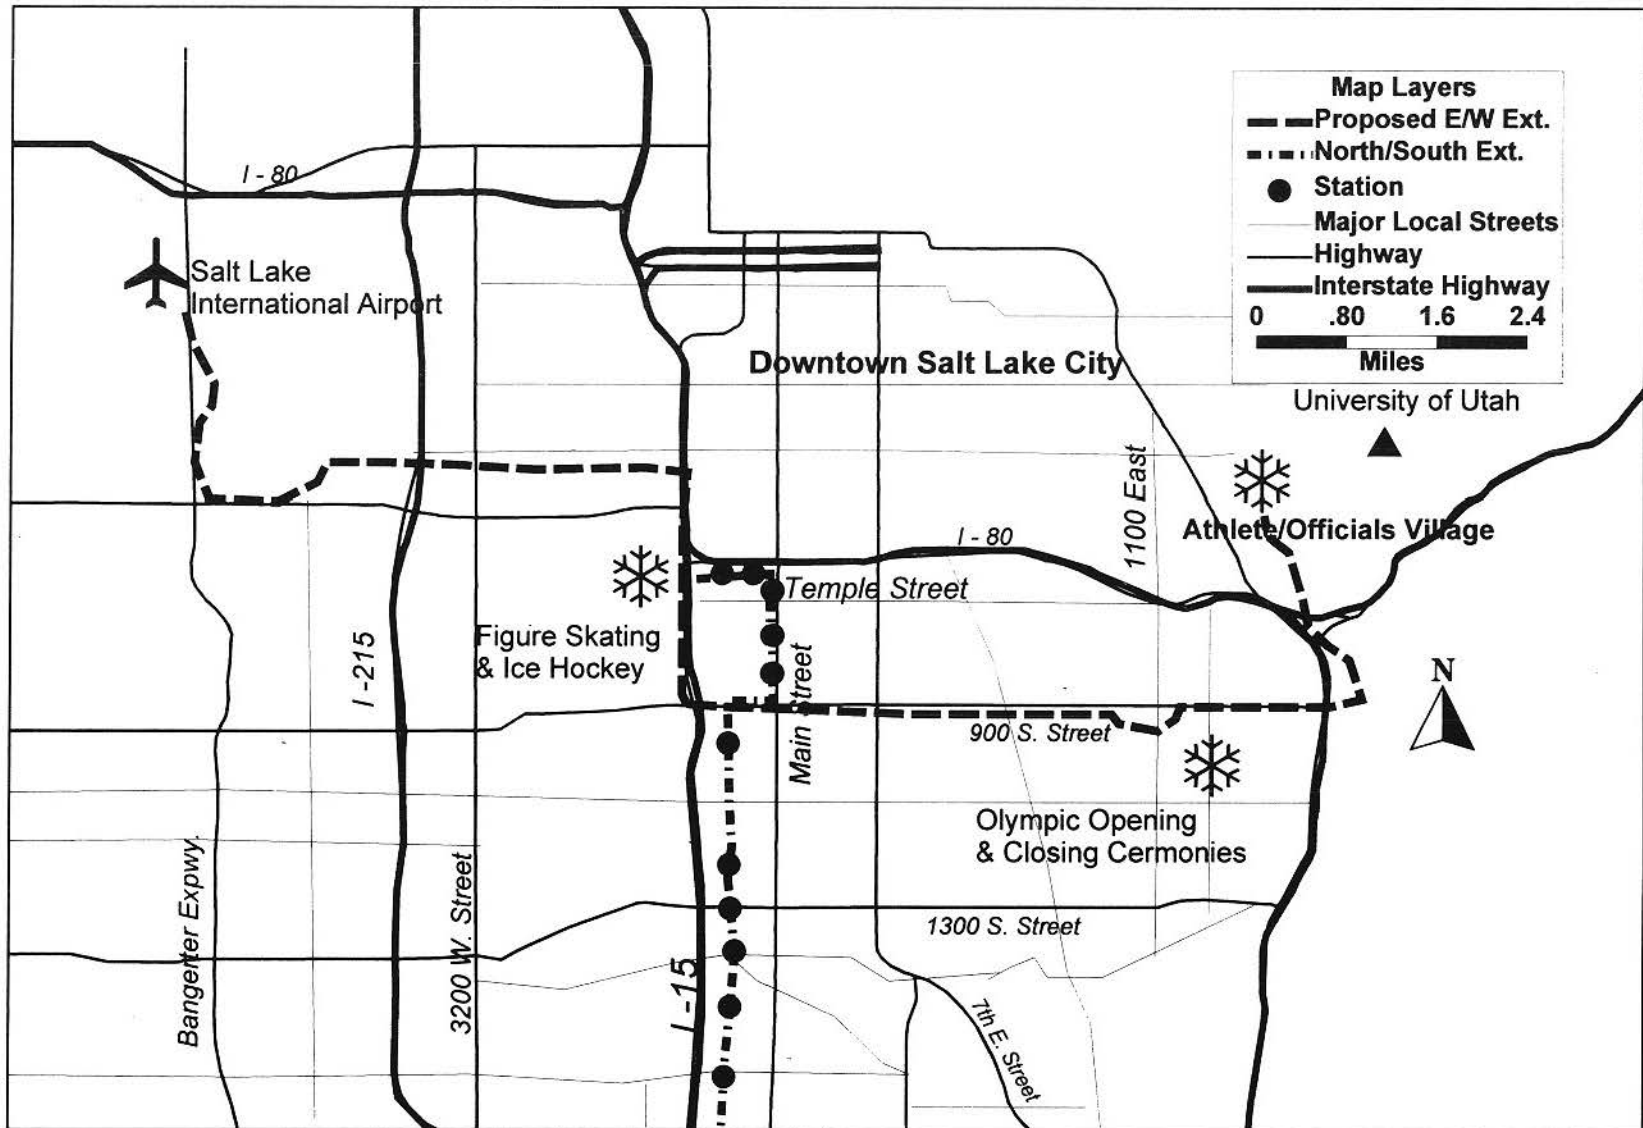 Map Layers
Proposed E/W Ext.
North/South Ext.
Station
Major Local Streets
Highway
Interstate Highway
0 .80 1.6 2.4
Miles
I - 80
Salt Lake
International Airport
Downtown Salt Lake City
University of Utah
1100 East
Athlete/Officials Village
I - 80
Temple Street
Figure Skating
& Ice Hockey
I -215
Main Street
N
900 S. Street
Olympic Opening
& Closing Cermonies
Bangerter Expwy.
3200 W. Street
1300 S. Street
I -15
7th E. Street